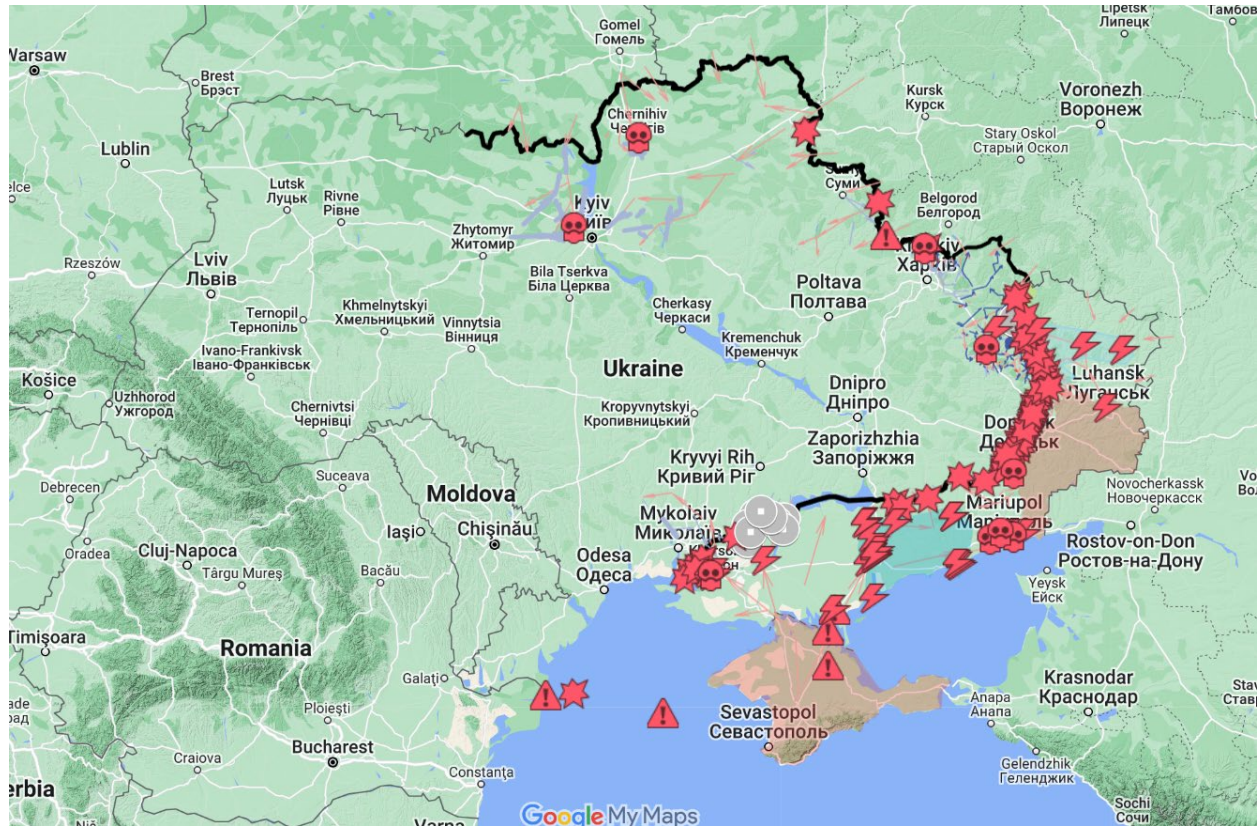 Lipetsk
Липецк
Тамбов
Gomel
Гомель
Warsaw
Brest
Брэст
Kursk
Курск
Voronezh
Воронеж
Chernihiv
Stary Oskol
Старый Оскол
Lublin
Lutsk
Луцьк
Rivne
Рівне
Суми
Belgorod
Белгород
Kyiv
Zhytomyr
Житомир
Харків
Rzeszów
Lviv
Львів
Bila Tserkva
Біла Церква
Poltava
Полтава
Ternopil
Тернопіль
Khmelnytskyi
Хмельницький
Vinnytsia
Вінниця
Cherkasy
Черкаси
Kremenchuk
Кременчук
Ivano-Frankivsk
Івано-Франківськ
Ukraine
Luhansk
Košice
Uzhhorod
Ужгород
Chernivtsi
Чернівці
Kropyvnytskyi
Кропивницький
Dnipro
Дніпро
Zaporizhzhia
Запоріжжя
Kryvyi Rih
Кривий Ріг
Debrecen
Suceava
Moldova
Novocherkassk
Новочеркасск
Iași
Chișinău
Mykolaiv
Миколаїв
Mariupol
Rostov-on-Don
Ростов-на-Дону
Oradea
Cluj-Napoca
Târgu Mureș
Bacău
Odesa
Одеса
Yeysk
Ейск
Timișoara
Romania
Galați
Krasnodar
Краснодар
Anapa
Анапа
Ploiești
Sevastopol
Севастополь
Bucharest
Craiova
Constanța
Gelendzhik
Геленджик
Sochi
Сочи
Google My Maps